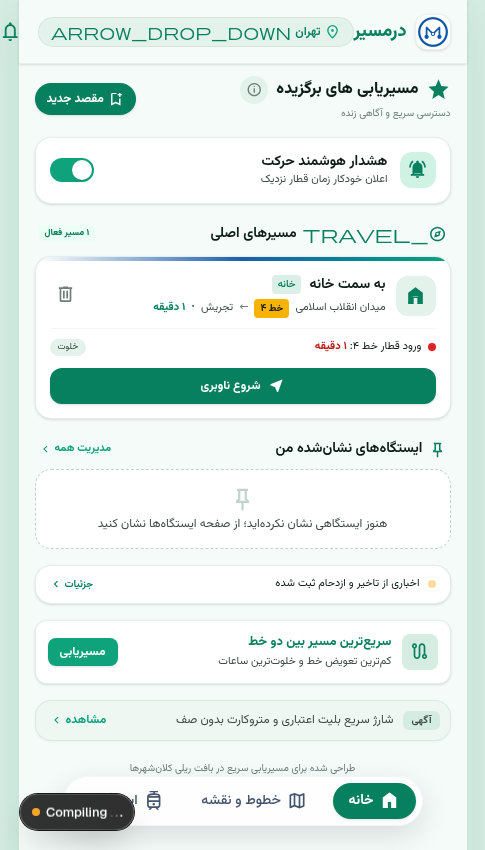 درمسیر
تهران ARROW_DROP_DOWN
مسیریابی های برگزیده
دسترسی سریع و آگاهی زنده
مقصد جدید
هشدار هوشمند حرکت
اعلان خودکار زمان قطار نزدیک
TRAVEL_ مسیرهای اصلی
۱ مسیر فعال
به سمت خانه خانه
میدان انقلاب اسلامی خط ۴ ← تجریش • ۱ دقیقه
ورود قطار خط ۴: ۱ دقیقه
خلوت
شروع ناوبری
ایستگاه‌های نشان‌شده من
مدیریت همه
هنوز ایستگاهی نشان نکرده‌اید؛ از صفحه ایستگاه‌ها نشان کنید
اخباری از تاخیر و ازدحام ثبت شده
جزئیات
سریع‌ترین مسیر بین دو خط
کم‌ترین تعویض خط و خلوت‌ترین ساعات
مسیریابی
آگهی شارژ سریع بلیت اعتباری و متروکارت بدون صف
مشاهده
طراحی شده برای مسیریابی سریع در بافت ریلی کلان‌شهرها
خانه
خطوط و نقشه
Compiling ...